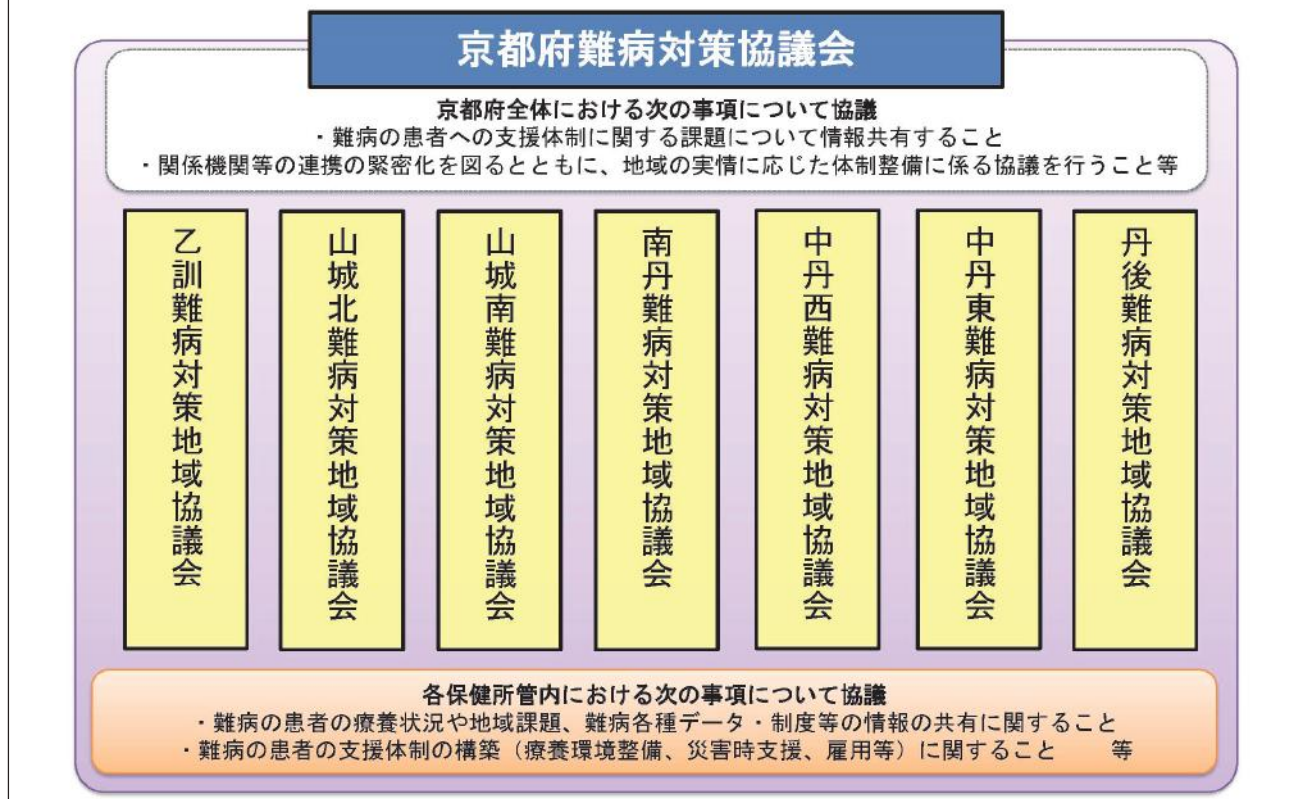 京都府難病対策協議会
京都府全体における次の事項について協議
・難病の患者への支援体制に関する課題について情報共有すること
・関係機関等の連携の緊密化を図るとともに、地域の実情に応じた体制整備に係る協議を行うこと等
乙訓難病対策地域協議会
山城北難病対策地域協議会
山城南難病対策地域協議会
南丹難病対策地域協議会
中丹西難病対策地域協議会
中丹東難病対策地域協議会
丹後難病対策地域協議会
各保健所管内における次の事項について協議
・難病の患者の療養状況や地域課題、難病各種データ・制度等の情報の共有に関すること
・難病の患者の支援体制の構築（療養環境整備、災害時支援、雇用等）に関すること　　等